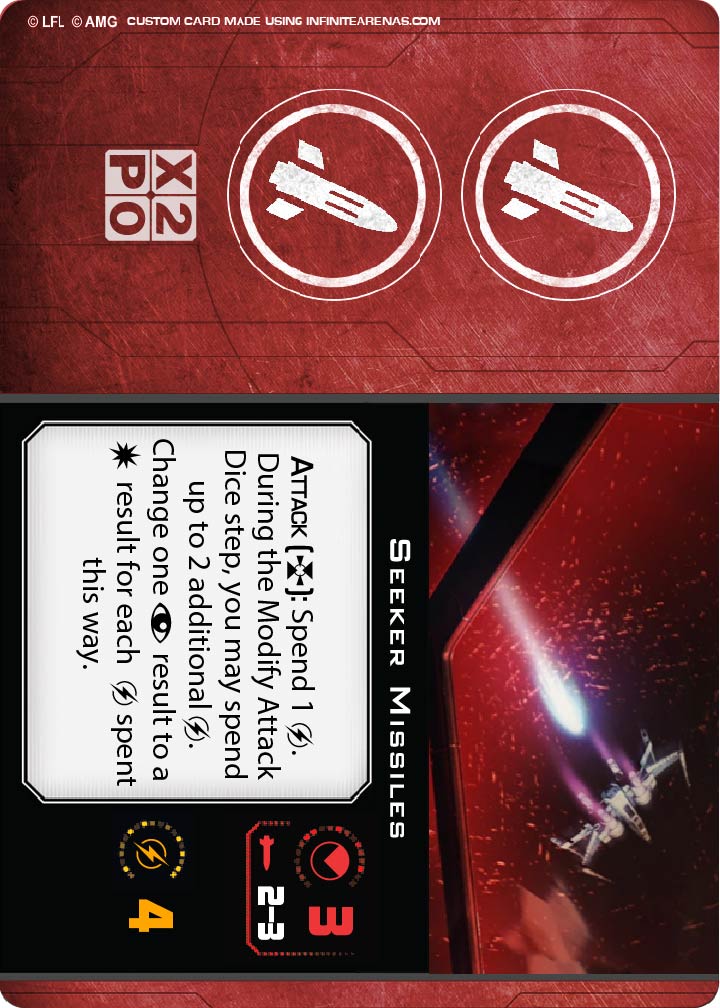 © LFL © AMG CUSTOM CARD MADE USING INFINITEARENAS.COM
X2
PO
SEEKER MISSILES
ATTACK [ ]: Spend 1 .
During the Modify Attack
Dice step, you may spend
up to 2 additional .
Change one result to a
result for each spent
this way.
3
2–3
4